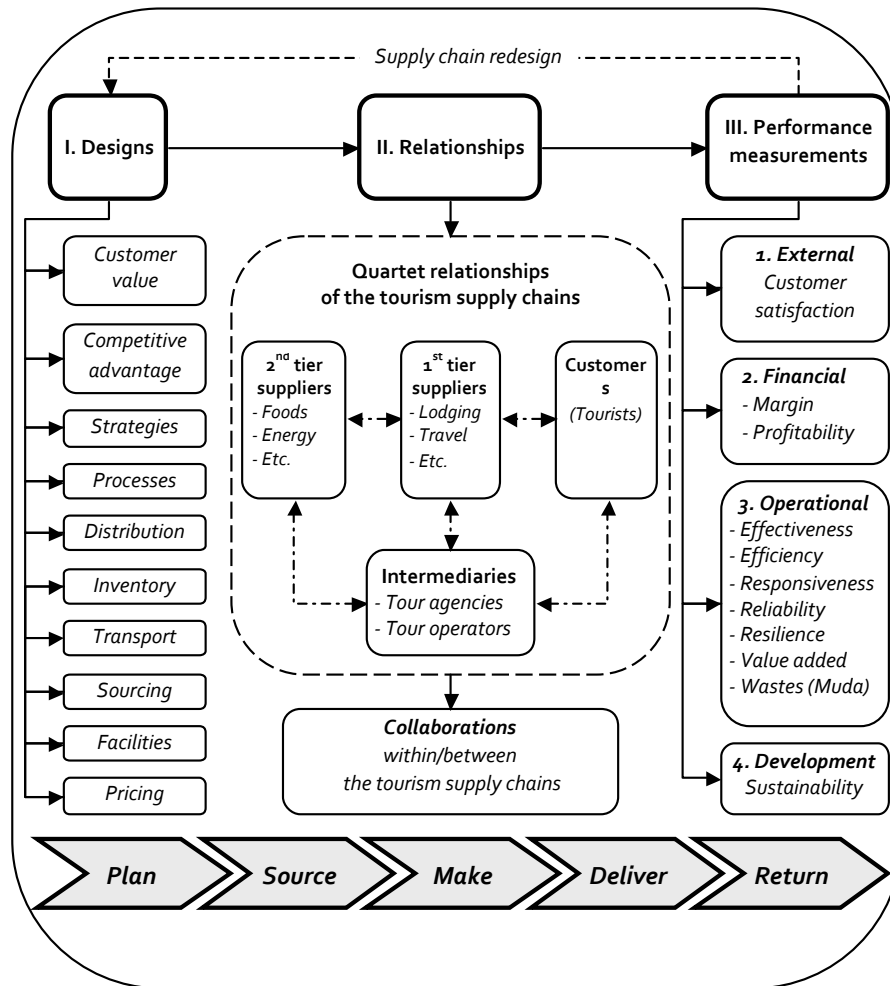 Supply chain redesign
I. Designs
II. Relationships
III. Performance
measurements
Customer
value
Competitive
advantage
Strategies
Processes
Distribution
Inventory
Transport
Sourcing
Facilities
Pricing
Quartet relationships
of the tourism supply chains
2nd tier
suppliers
- Foods
- Energy
- Etc.
1st tier
suppliers
- Lodging
- Travel
- Etc.
Customer
s
(Tourists)
Intermediaries
- Tour agencies
- Tour operators
Collaborations
within/between
the tourism supply chains
1. External
Customer
satisfaction
2. Financial
- Margin
- Profitability
3. Operational
- Effectiveness
- Efficiency
- Responsiveness
- Reliability
- Resilience
- Value added
- Wastes (Muda)
4. Development
Sustainability
Plan
Source
Make
Deliver
Return